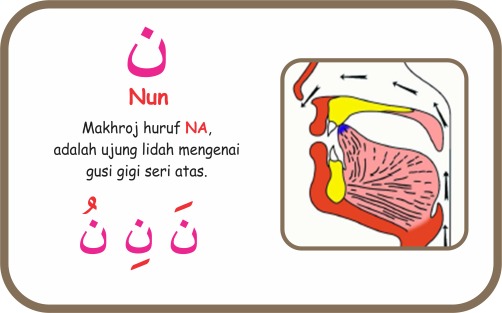 ن
Nun
Makhroj huruf NA,
adalah ujung lidah mengenai
gusi gigi seri atas.
نَ نِ نُ